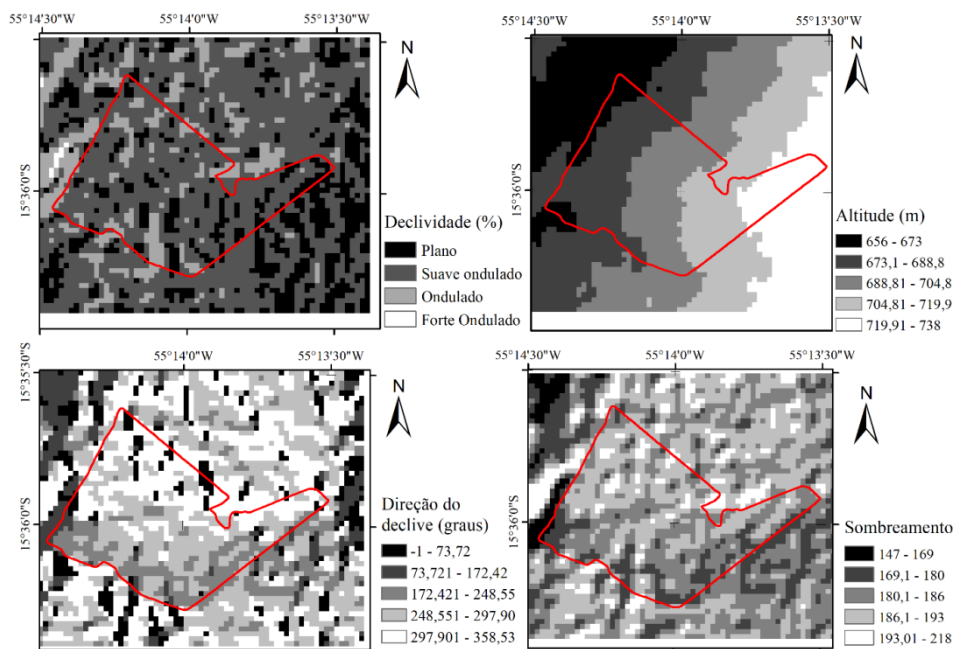 55°14,30"W 55°14'0"W 55°13'30"W
N
15°36'0"S
Declividade (%)
Plano
Suave ondulado
Ondulado
Forte Ondulado
55°14,30"W 55°14'0"W 55°13,30"W
N
15°36'0"S
Altitude (m)
656 - 673
673,1 - 688,8
688,81 - 704,8
704,81 - 719,9
719,91 - 738
55°14,30"W 55°14'0"W 55°13'30"W
15°35'30"S
N
15°36'0"S
Direção do
declive (graus)
-1 - 73,72
73,721 - 172,42
172,421 - 248,55
248,551 - 297,90
297,901 - 358,53
55°14,30"W 55°14'0"W 55°13,30"W
N
15°36'0"S
Sombreamento
147 - 169
169,1 - 180
180,1 - 186
186,1 - 193
193,01 - 218